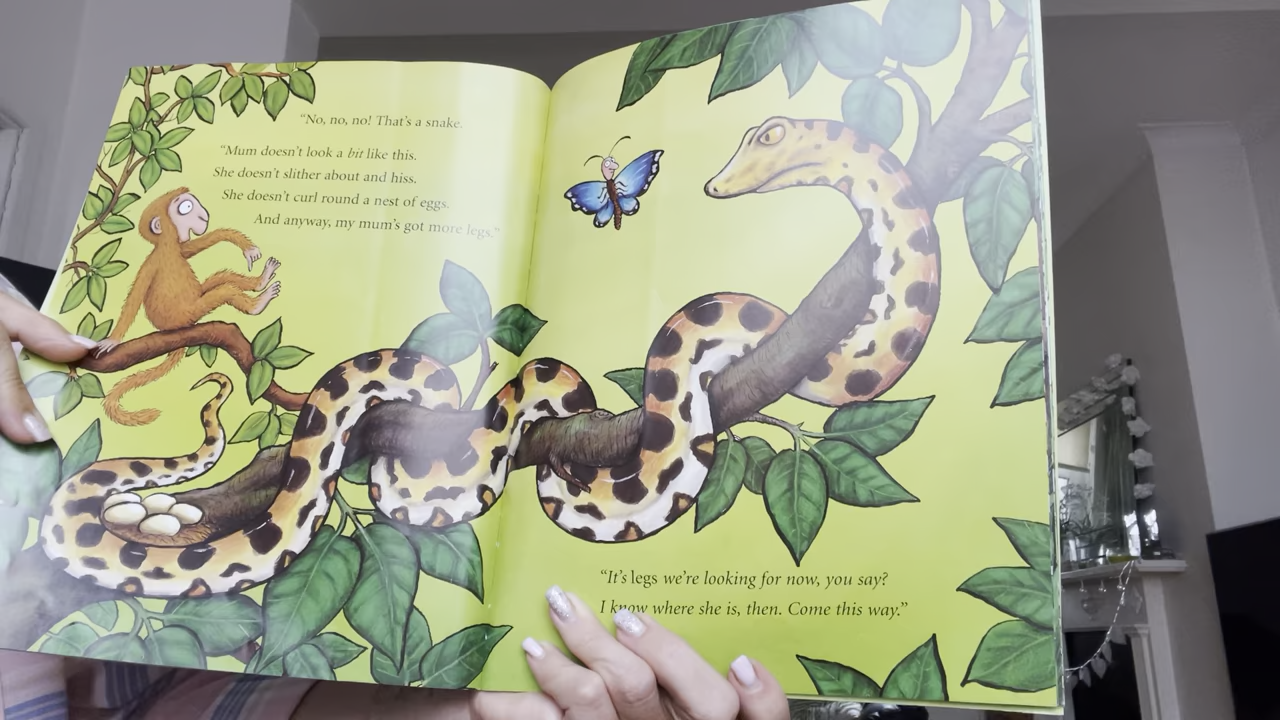 “No, no, no! That’s a snake.
“Mum doesn’t look a bit like this.
She doesn’t slither about and hiss.
She doesn’t curl round a nest of eggs.
And anyway, my mum’s got more legs.”
“It’s legs we’re looking for now, you say?
I know where she is, then. Come this way.”